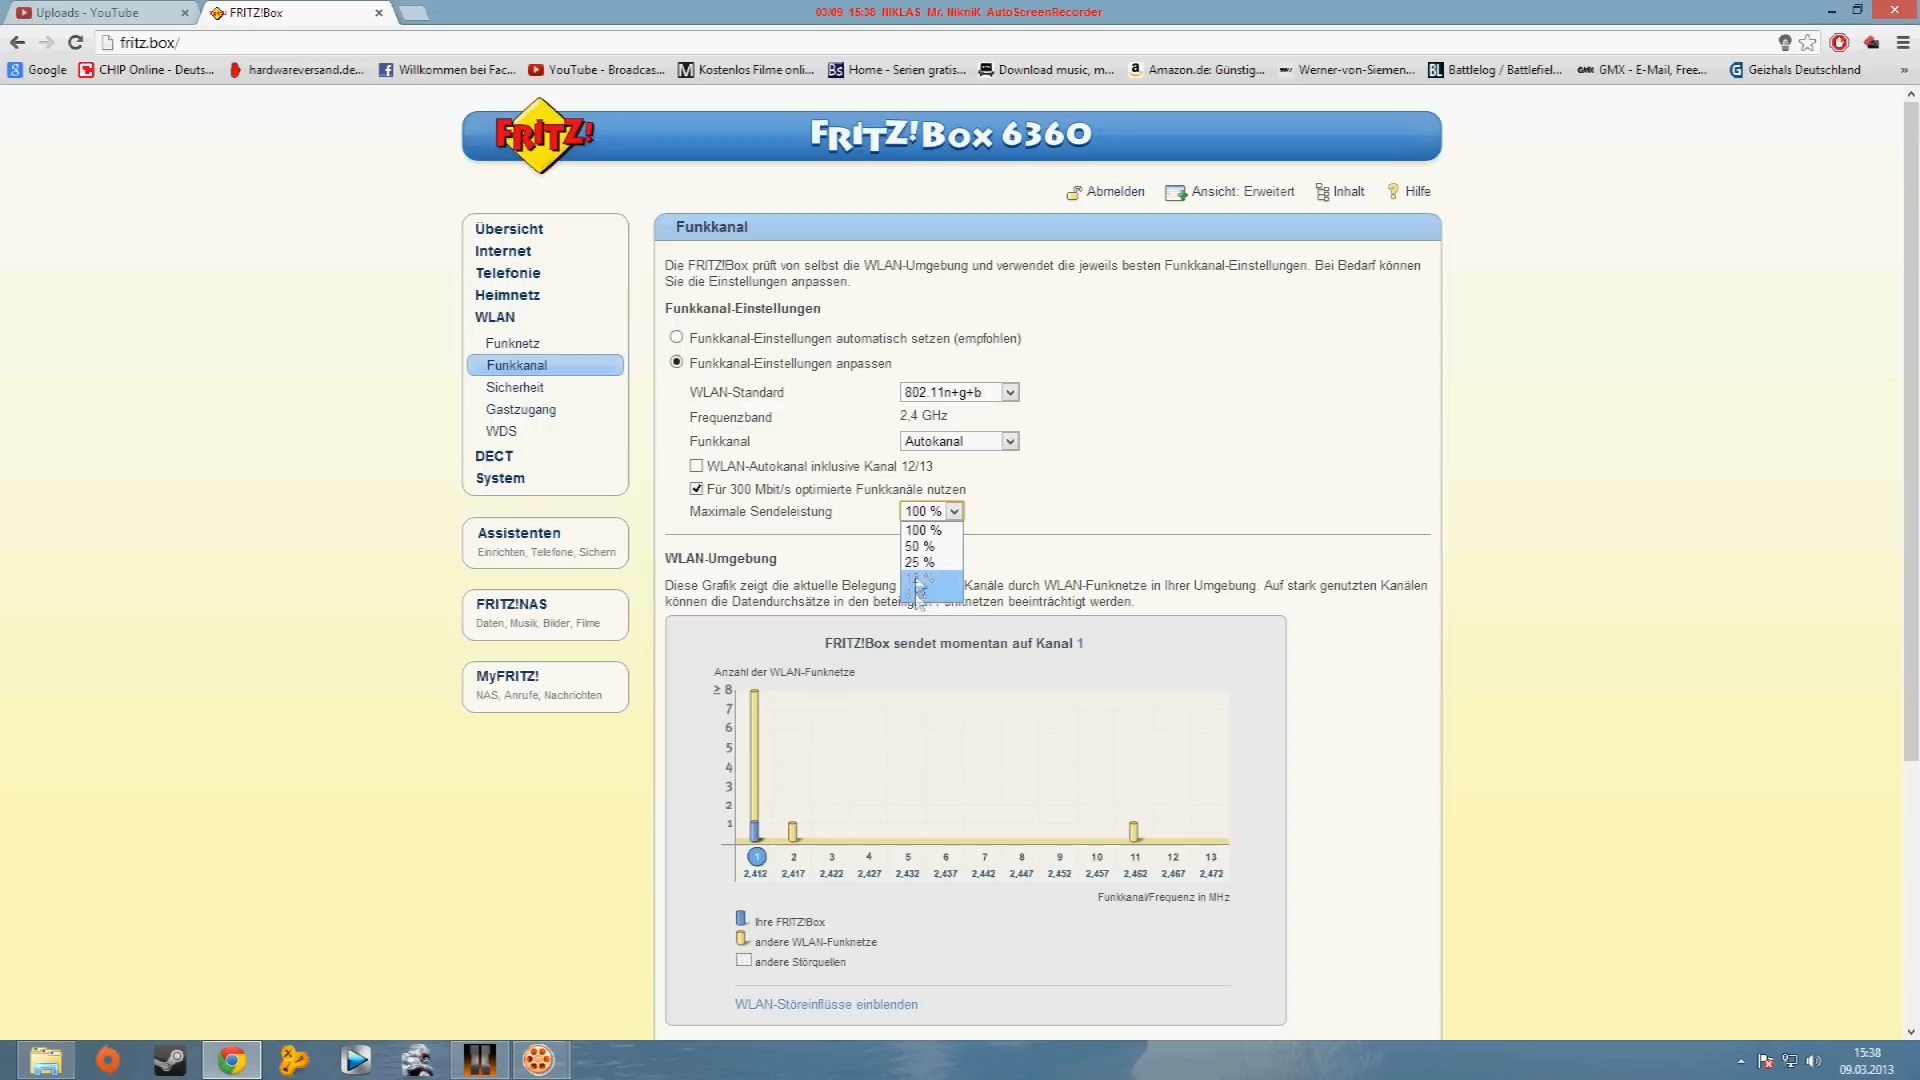 Uploads - YouTube
FRITZ!Box
03/09 15:38 NIKLAS Mr. NikniK AutoScreenRecorder
fritz.box/
Google
CHIP Online - Deuts...
hardwareversand.de...
Willkommen bei Fac...
YouTube - Broadcas...
Kostenlos Filme onli...
Home - Serien gratis...
Download music, m...
Amazon.de: Günstig...
Werner-von-Siemen...
Battlelog / Battlefiel...
GMX - E-Mail, Free...
Geizhals Deutschland
»
FRITZ!
FRITZ!Box 6360
Abmelden
Ansicht: Erweitert
Inhalt
Hilfe
Übersicht
Internet
Telefonie
Heimnetz
WLAN
Funknetz
Funkkanal
Sicherheit
Gastzugang
WDS
DECT
System
Assistenten
Einrichten, Telefone, Sichern
FRITZ!NAS
Daten, Musik, Bilder, Filme
MyFRITZ!
NAS, Anrufe, Nachrichten
Funkkanal
Die FRITZ!Box prüft von selbst die WLAN-Umgebung und verwendet die jeweils besten Funkkanal-Einstellungen. Bei Bedarf können
Sie die Einstellungen anpassen.
Funkkanal-Einstellungen
Funkkanal-Einstellungen automatisch setzen (empfohlen)
Funkkanal-Einstellungen anpassen
WLAN-Standard 802.11n+g+b
Frequenzband 2,4 GHz
Funkkanal Autokanal
WLAN-Autokanal inklusive Kanal 12/13
Für 300 Mbit/s optimierte Funkkanäle nutzen
Maximale Sendeleistung 100 %
100 %
50 %
25 %
WLAN-Umgebung
Diese Grafik zeigt die aktuelle Belegung Kanäle durch WLAN-Funknetze in Ihrer Umgebung. Auf stark genutzten Kanälen
können die Datendurchsätze in den beteiligten Funknetzen beeinträchtigt werden.
FRITZ!Box sendet momentan auf Kanal 1
Anzahl der WLAN-Funknetze
≥ 8
7
6
5
4
3
2
1
1 2 3 4 5 6 7 8 9 10 11 12 13
2,412 2,417 2,422 2,427 2,432 2,437 2,442 2,447 2,452 2,457 2,462 2,467 2,472
Funkkanal/Frequenz in MHz
Ihre FRITZ!Box
andere WLAN-Funknetze
andere Störquellen
WLAN-Störeinflüsse einblenden
15:38
09.03.2013